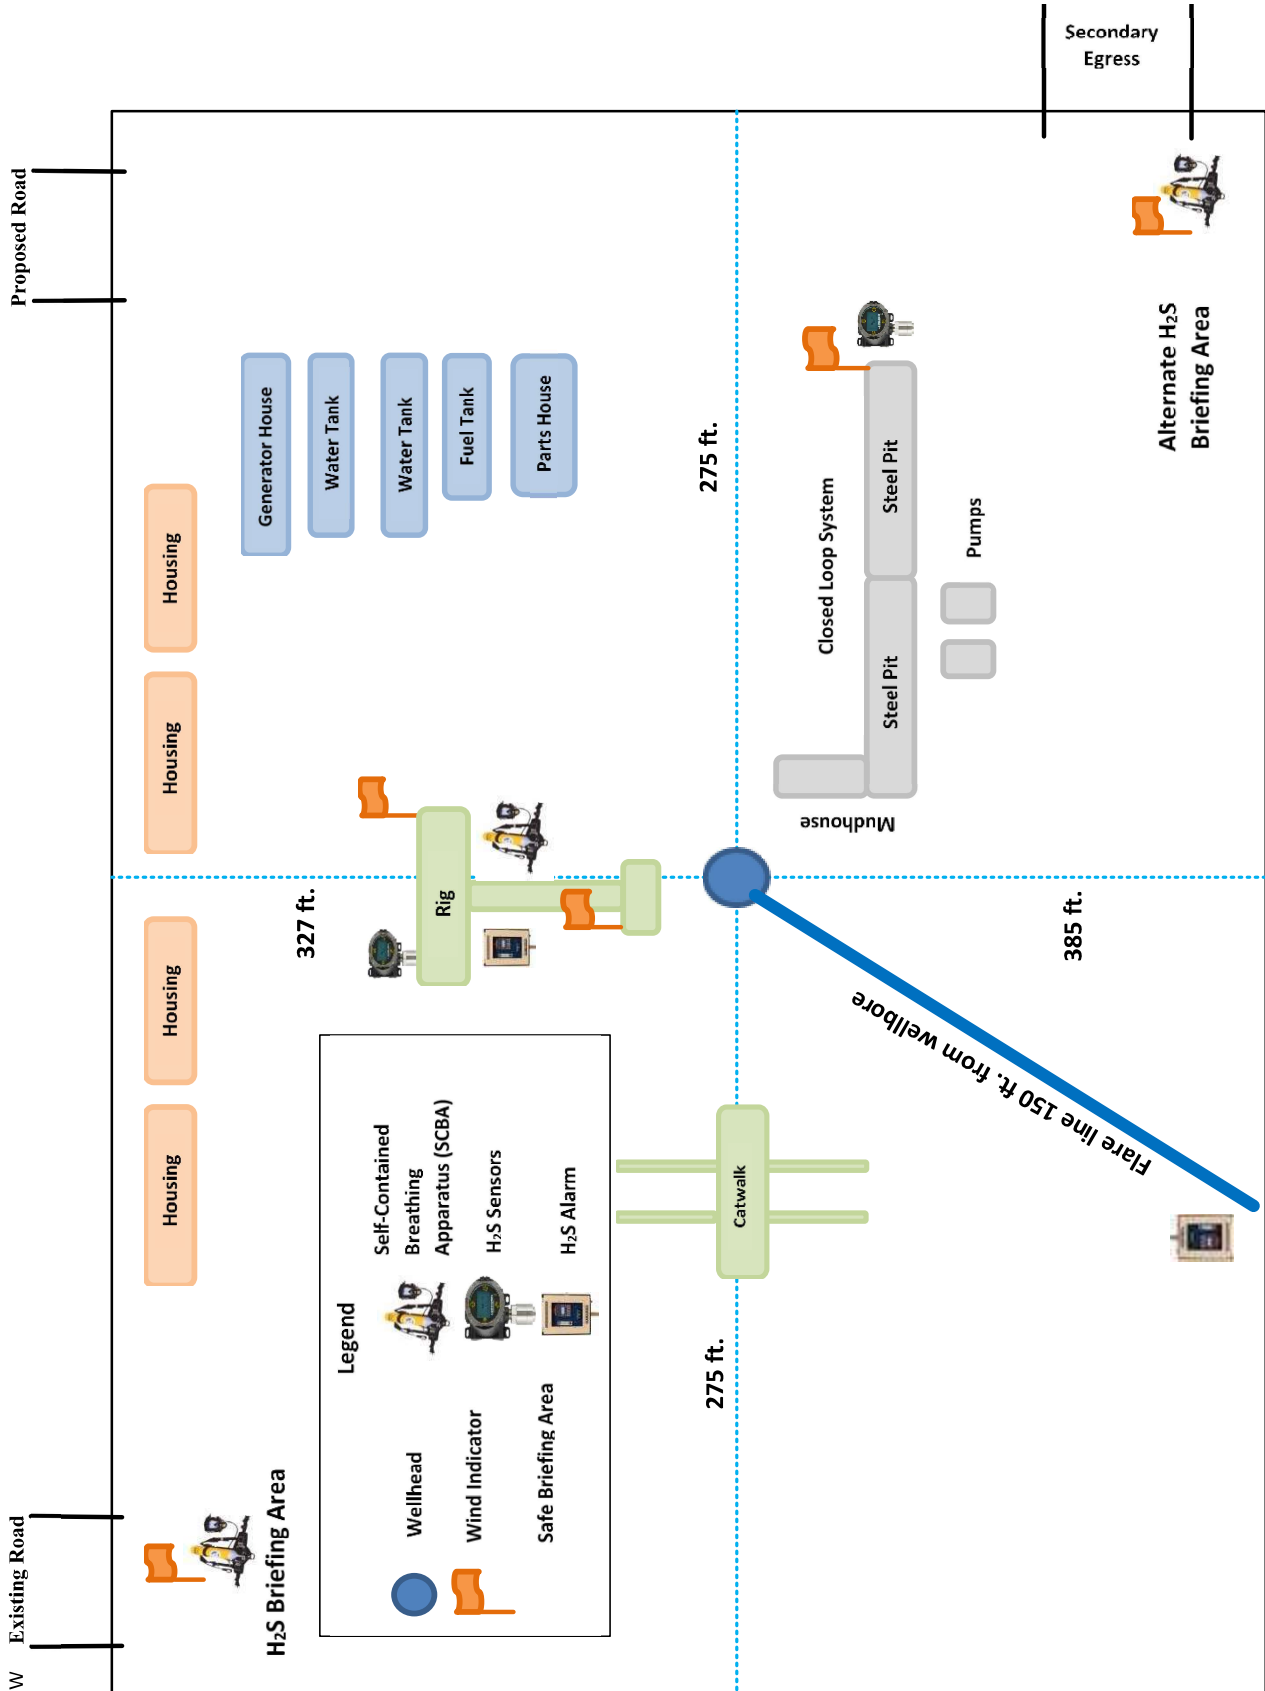 Secondary
Egress
Proposed Road
Generator House
Water Tank
Water Tank
Fuel Tank
Parts House
Housing
Housing
Housing
Housing
275 ft.
Closed Loop System
Steel Pit
Steel Pit
Pumps
Mudhouse
Alternate H₂S
Briefing Area
Rig
327 ft.
385 ft.
Flare line 150 ft. from wellbore
Catwalk
275 ft.
Legend
Self-Contained
Breathing
Apparatus (SCBA)
H₂S Sensors
H₂S Alarm
Wellhead
Wind Indicator
Safe Briefing Area
H₂S Briefing Area
Existing Road
W